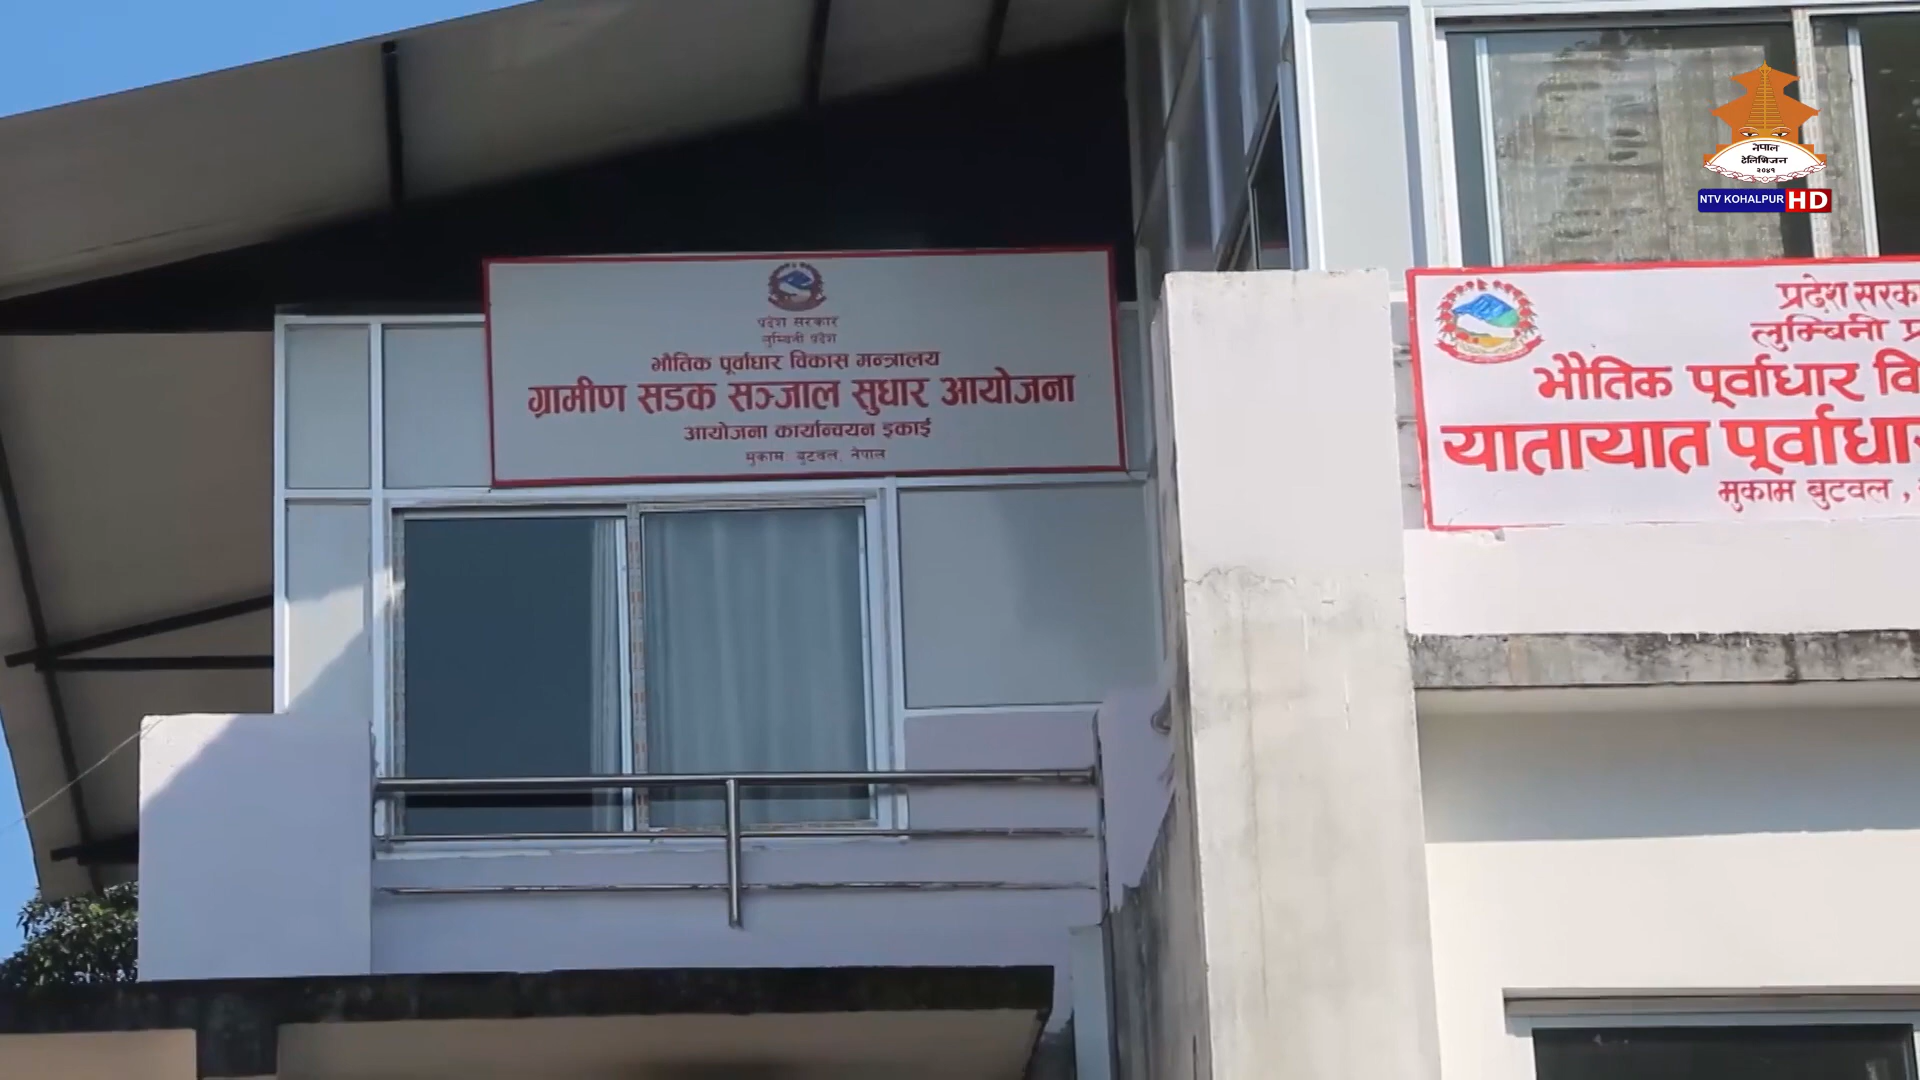 प्रदेश सरकार
लुम्बिनी प्रदेश
भौतिक पूर्वाधार विकास मन्त्रालय
ग्रामीण सडक सञ्जाल सुधार आयोजना
आयोजना कार्यान्वयन इकाई
मुकाम बुटवल, नेपाल
प्रदेश सरक
लुम्बिनी प्र
भौतिक पूर्वाधार वि
यातायात पूर्वाधार
मुकाम बुटवल ,
नेपाल
टेलिभिजन
२०४१
NTV KOHALPUR HD